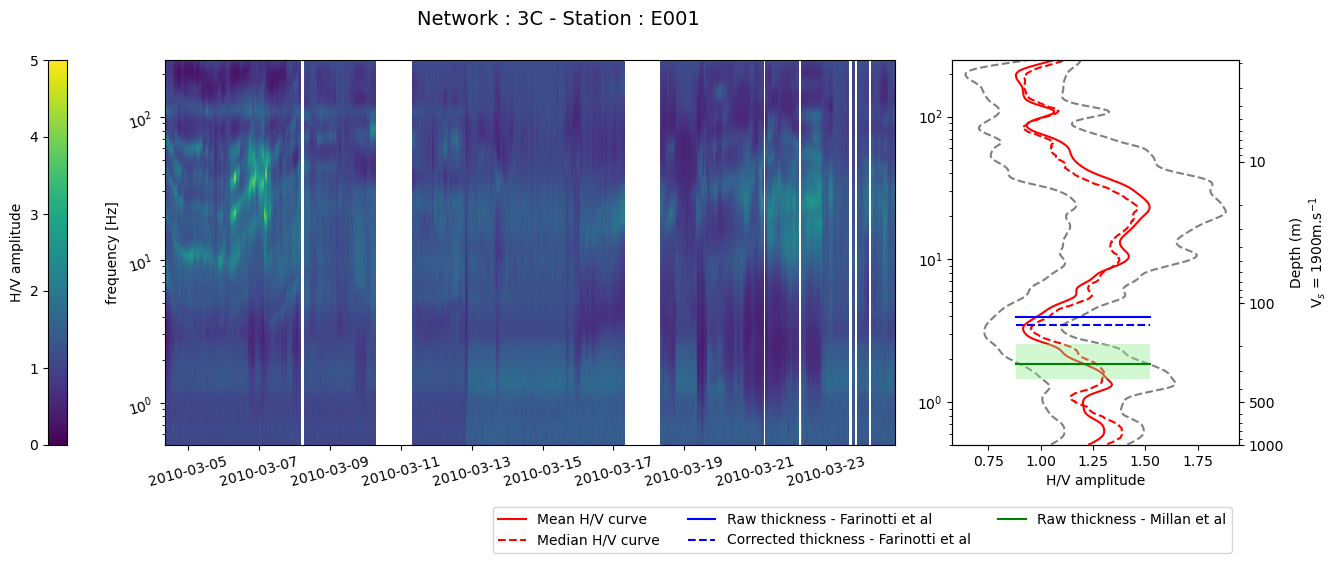 Network : 3C - Station : E001
5
4
3
2
1
0
H/V amplitude
frequency [Hz]
10²
10¹
10⁰
2010-03-05
2010-03-07
2010-03-09
2010-03-11
2010-03-13
2010-03-15
2010-03-17
2010-03-19
2010-03-21
2010-03-23
10²
10¹
10⁰
0.75
1.00
1.25
1.50
1.75
H/V amplitude
10
100
500
1000
Depth (m)
Vₛ = 1900m.s⁻¹
Mean H/V curve
Median H/V curve
Raw thickness - Farinotti et al
Corrected thickness - Farinotti et al
Raw thickness - Millan et al